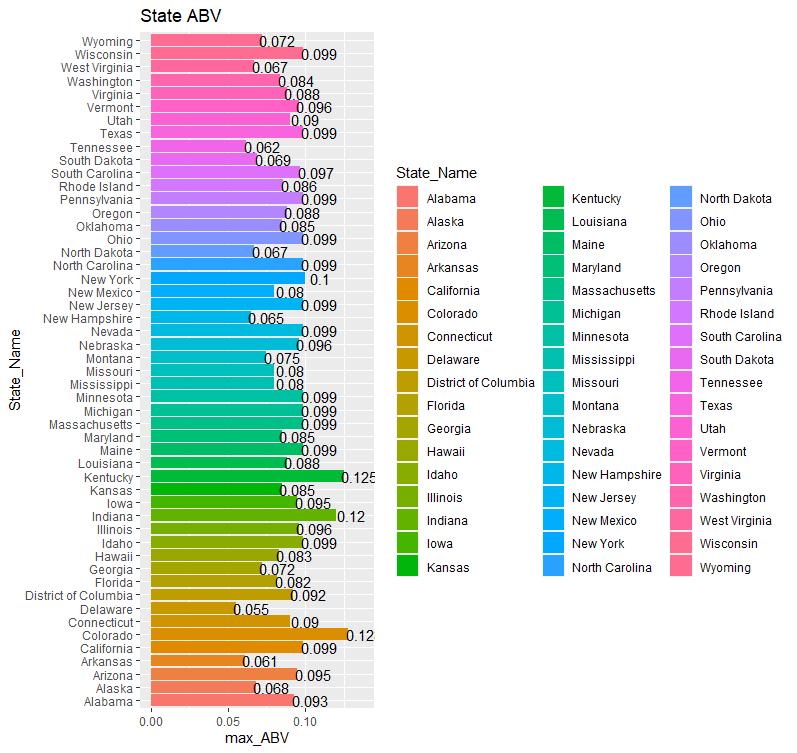 State ABV
State_Name
Wyoming 0.072
Wisconsin 0.099
West Virginia 0.067
Washington 0.084
Virginia 0.088
Vermont 0.096
Utah 0.09
Texas 0.099
Tennessee 0.062
South Dakota 0.069
South Carolina 0.097
Rhode Island 0.086
Pennsylvania 0.099
Oregon 0.088
Oklahoma 0.085
Ohio 0.099
North Dakota 0.067
North Carolina 0.099
New York 0.1
New Mexico 0.08
New Jersey 0.099
New Hampshire 0.065
Nevada 0.099
Nebraska 0.096
Montana 0.075
Missouri 0.08
Mississippi 0.08
Minnesota 0.099
Michigan 0.099
Massachusetts 0.099
Maryland 0.085
Maine 0.099
Louisiana 0.088
Kentucky 0.125
Kansas 0.085
Iowa 0.095
Indiana 0.12
Illinois 0.096
Idaho 0.099
Hawaii 0.083
Georgia 0.072
Florida 0.082
District of Columbia 0.092
Delaware 0.055
Connecticut 0.09
Colorado
California 0.099
Arkansas 0.061
Arizona 0.095
Alaska 0.068
Alabama 0.093
0.00 0.05 0.10
max_ABV
State_Name
Alabama
Alaska
Arizona
Arkansas
California
Colorado
Connecticut
Delaware
District of Columbia
Florida
Georgia
Hawaii
Idaho
Illinois
Indiana
Iowa
Kansas
Kentucky
Louisiana
Maine
Maryland
Massachusetts
Michigan
Minnesota
Mississippi
Missouri
Montana
Nebraska
Nevada
New Hampshire
New Jersey
New Mexico
New York
North Carolina
North Dakota
Ohio
Oklahoma
Oregon
Pennsylvania
Rhode Island
South Carolina
South Dakota
Tennessee
Texas
Utah
Vermont
Virginia
Washington
West Virginia
Wisconsin
Wyoming